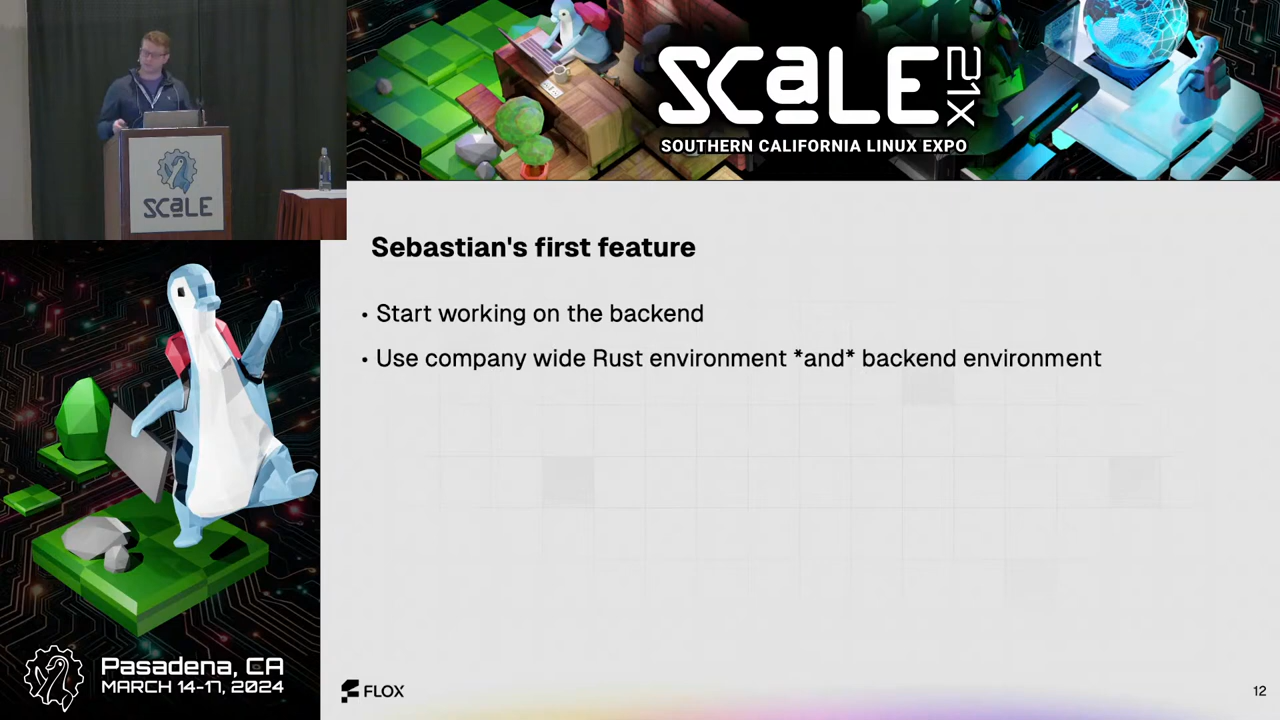 SCaLE 21X
SOUTHERN CALIFORNIA LINUX EXPO
SCaLE
Sebastian's first feature
• Start working on the backend
• Use company wide Rust environment *and* backend environment
Pasadena, CA
MARCH 14-17, 2024
FLOX
12